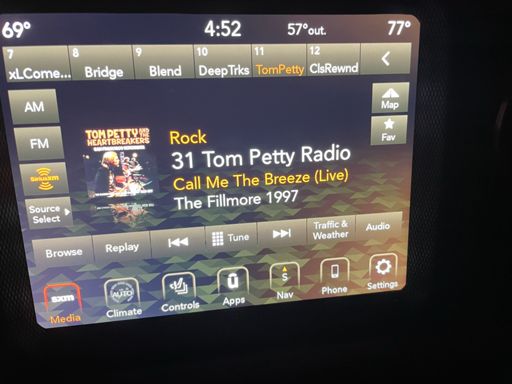 69° 4:52 57°out. 77°
7 8 9 10 11 12
xLCome... Bridge Blend DeepTrks TomPetty ClsRewnd
AM
Map
FM
Fav
TOM PETTY AND THE
HEARTBREAKERS
Rock
31 Tom Petty Radio
Call Me The Breeze (Live)
The Fillmore 1997
siriusxm
Source
Select
Browse Replay Tune Traffic &
Weather Audio
sxm AUTO S
Media Climate Controls Apps Nav Phone Settings